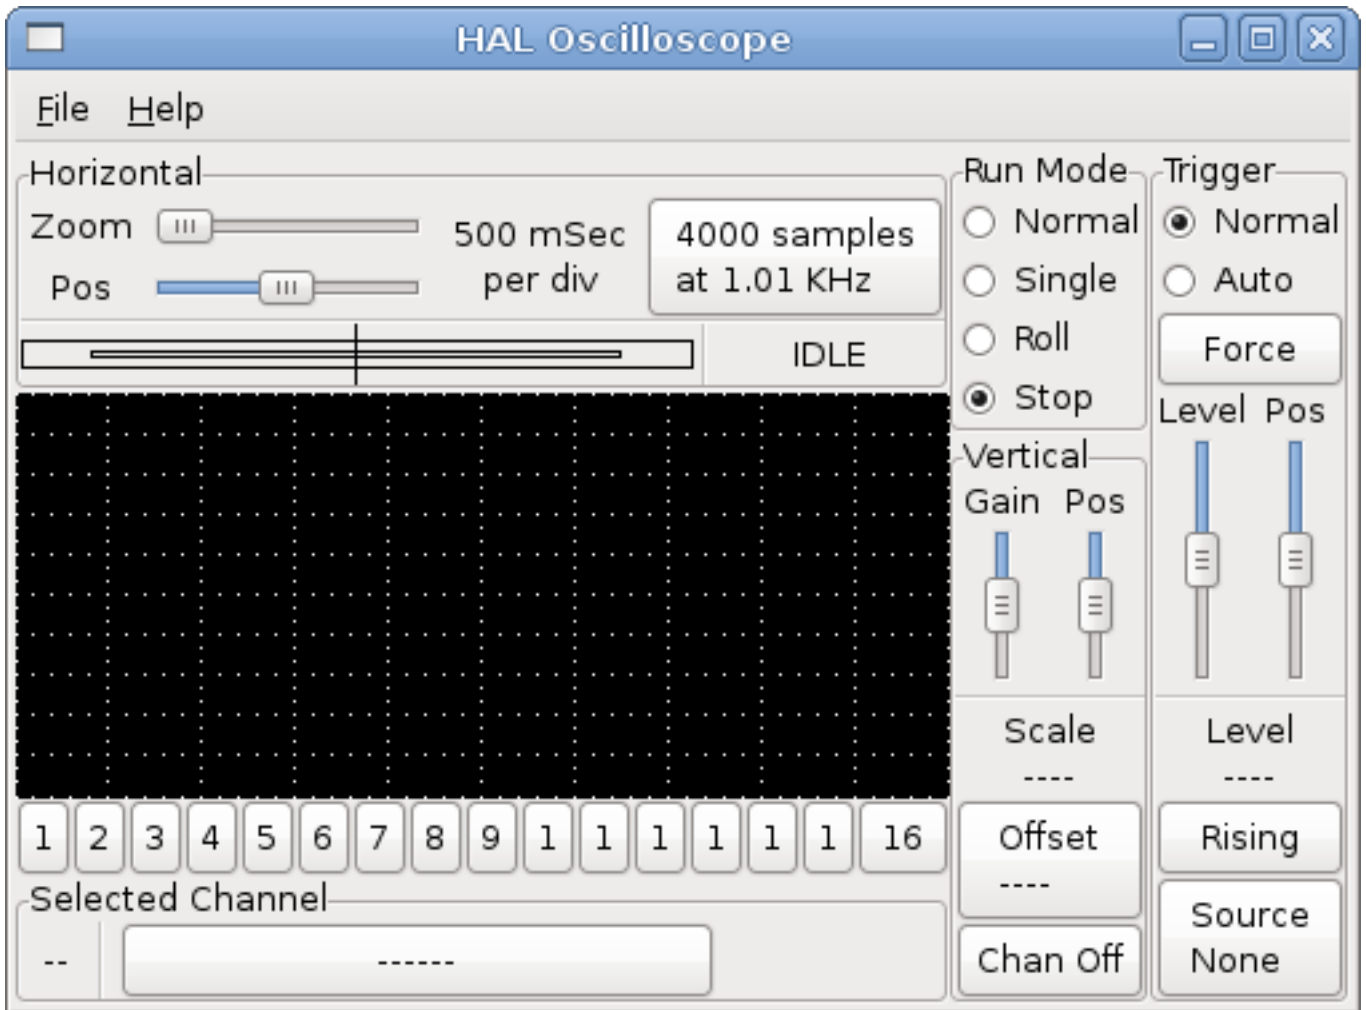 HAL Oscilloscope
File Help
Horizontal
Zoom
Pos
500 mSec
per div
4000 samples
at 1.01 KHz
IDLE
Run Mode
Normal
Single
Roll
Stop
Trigger
Normal
Auto
Force
Level Pos
Vertical
Gain Pos
Scale
----
Level
----
1 2 3 4 5 6 7 8 9 1 1 1 1 1 1 16
Offset
----
Rising
Selected Channel
--
------
Chan Off
Source
None